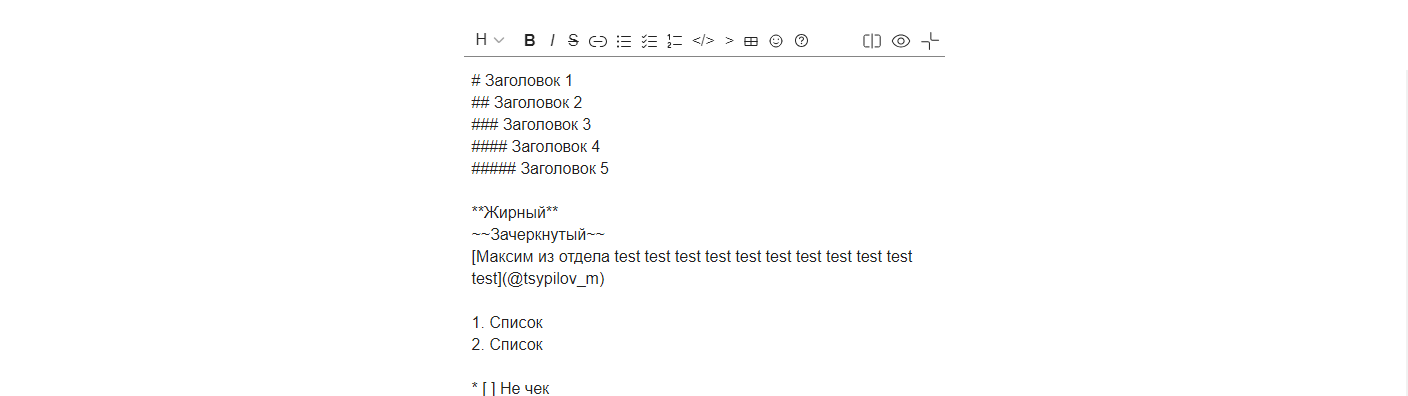 H B I S </> >
# Заголовок 1
## Заголовок 2
### Заголовок 3
#### Заголовок 4
##### Заголовок 5
**Жирный**
~~Зачеркнутый~~
[Максим из отдела test test test test test test test test test test
test](@tsypilov_m)
1. Список
2. Список
* [ ] Не чек